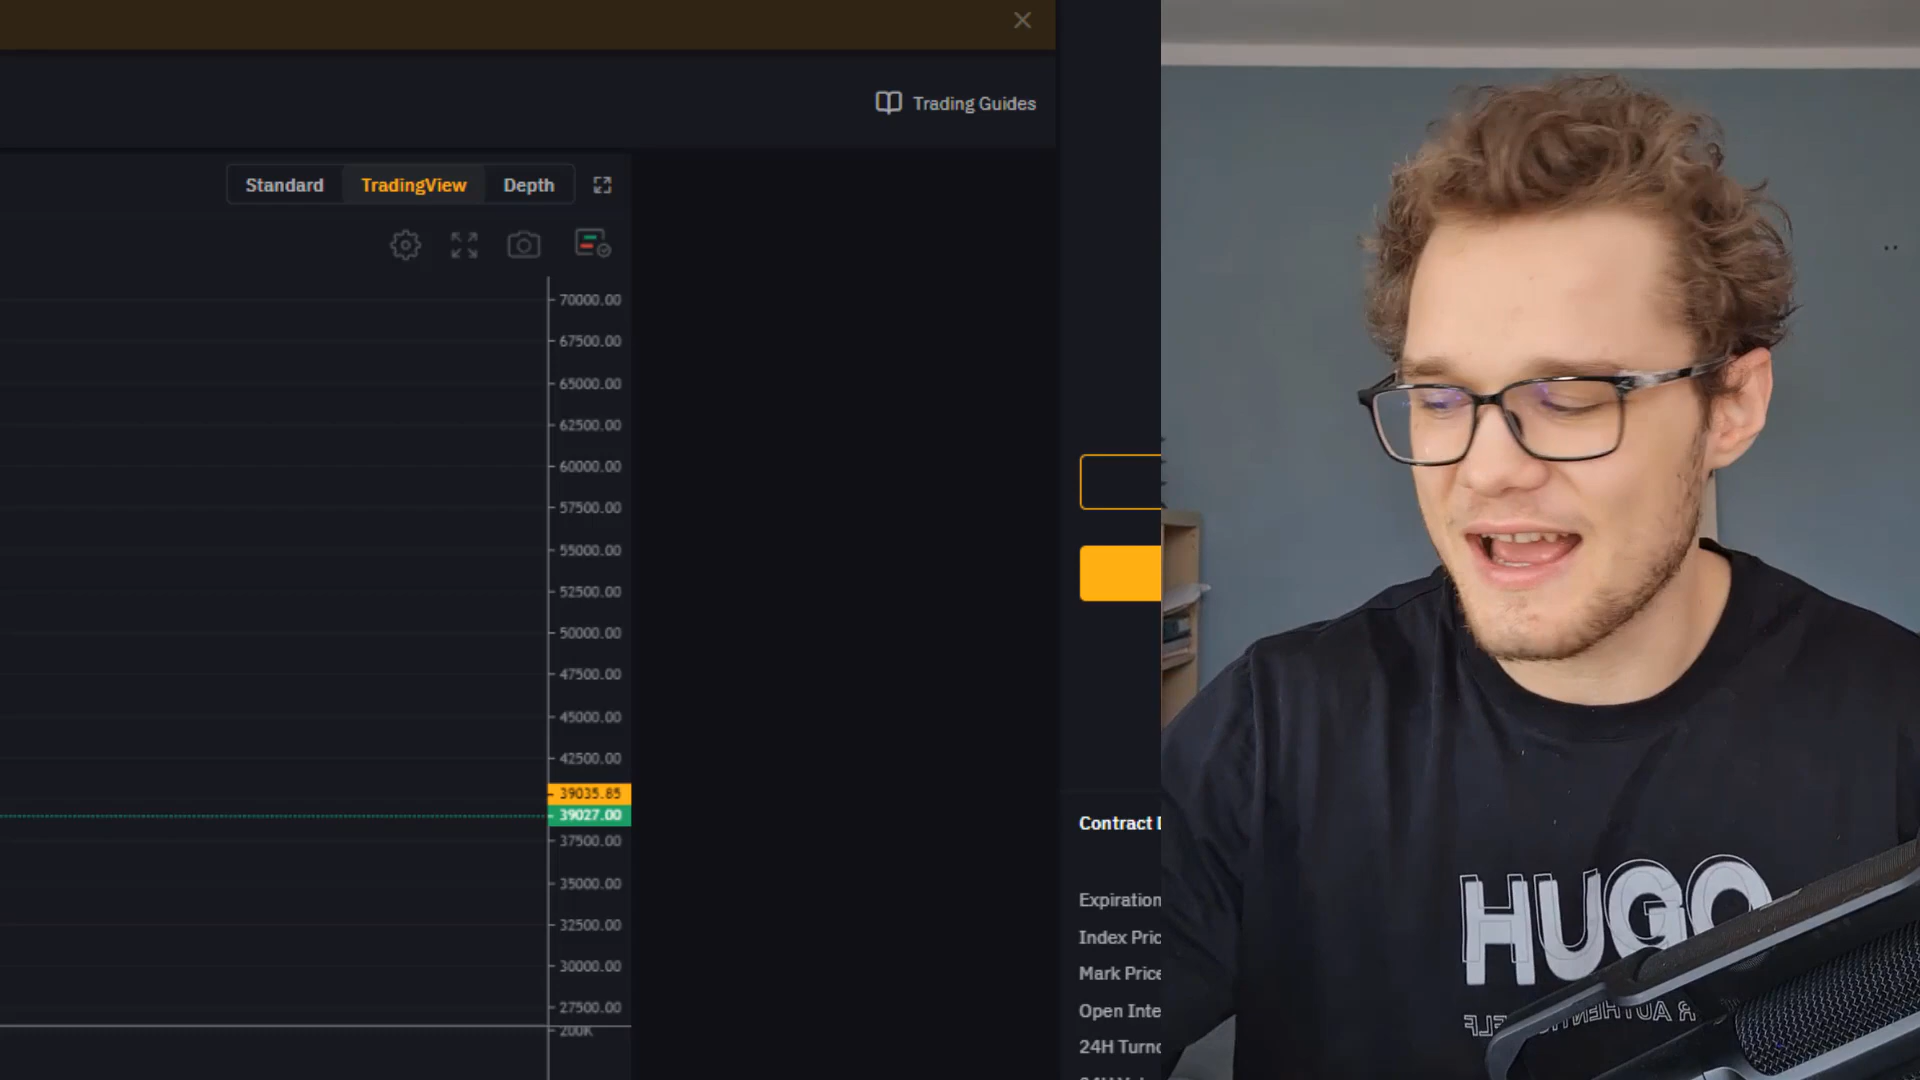 Trading Guides
Standard TradingView Depth
70000.00
67500.00
65000.00
62500.00
60000.00
57500.00
55000.00
52500.00
50000.00
47500.00
45000.00
42500.00
39035.85
39027.00
37500.00
35000.00
32500.00
30000.00
27500.00
200K
Contract
Expiration
Index Pric
Mark Price
Open Inte
24H Turno
HUGO